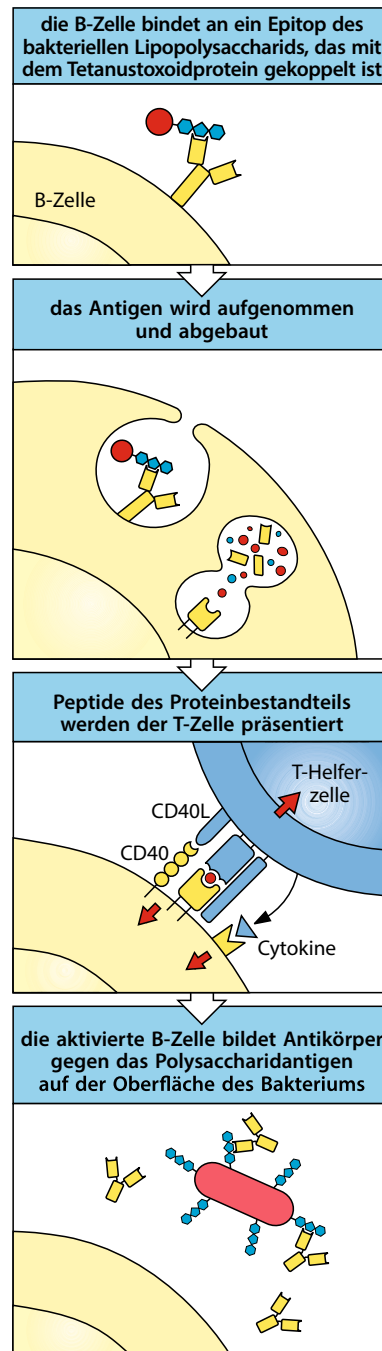 die B-Zelle bindet an ein Epitop des
bakteriellen Lipopolysaccharids, das mit
dem Tetanustoxoidprotein gekoppelt ist
B-Zelle
das Antigen wird aufgenommen
und abgebaut
Peptide des Proteinbestandteils
werden der T-Zelle präsentiert
T-Helfer-
zelle
CD40L
CD40
Cytokine
die aktivierte B-Zelle bildet Antikörper
gegen das Polysaccharidantigen
auf der Oberfläche des Bakteriums